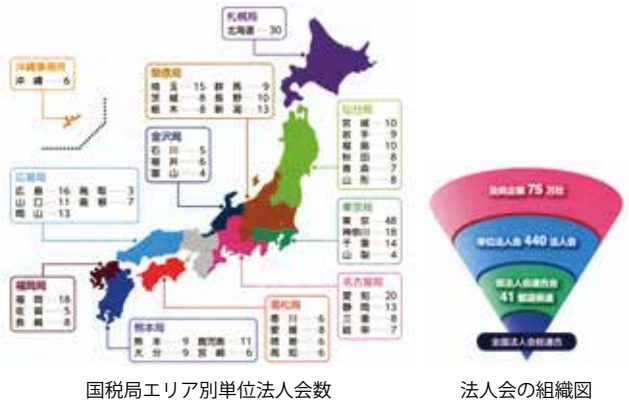 札幌局
北海道 30
沖縄事務所
沖 縄 6
関信局
埼 玉 15 群 馬 9
茨 城 8 長 野 10
栃 木 8 新 潟 13
仙台局
宮 城 10
岩 手 9
福 島 10
秋 田 8
青 森 7
山 形 8
金沢局
石 川 5
福 井 6
富 山 4
広島局
広 島 16 鳥 取 3
山 口 11 島 根 7
岡 山 13
東京局
東 京 48
神奈川 18
千 葉 14
山 梨 4
名古屋局
愛 知 20
静 岡 13
三 重 8
岐 阜 7
福岡局
福 岡 18
佐 賀 5
長 崎 8
高松局
香 川 6
愛 媛 8
徳 島 6
高 知 6
熊本局
熊 本 9 鹿児島 11
大 分 9 宮 崎 6
会員企業 75 万社
単位法人会 440 法人会
県法人会連合会
41 都道府県
全国法人会総連合
国税局エリア別単位法人会数
法人会の組織図